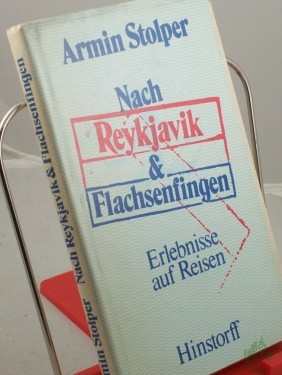 Armin Stolper
Nach
Reykjavik
&
Flachsenfingen
Erlebnisse
auf Reisen
Hinstorff
Armin Stolper Nach Reykjavik & Flachsenfingen